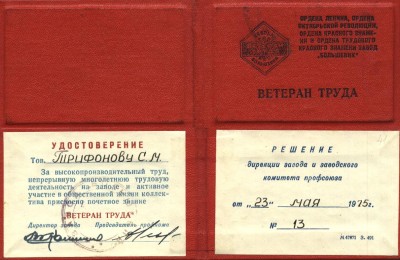 ОРДЕНА ЛЕНИНА, ОРДЕНА
ОКТЯБРЬСКОЙ РЕВОЛЮЦИИ,
ОРДЕНА КРАСНОГО ЗНАМЕ-
НИ И ОРДЕНА ТРУДОВОГО
КРАСНОГО ЗНАМЕНИ ЗАВОД
"БОЛЬШЕВИК"
ВЕТЕРАН ТРУДА
УДОСТОВЕРЕНИЕ
Тов. Трифонову С.М.
За высокопроизводительный труд,
непрерывную многолетнюю трудовую
деятельность на заводе и активное
участие в общественной жизни коллек-
тива присвоено почетное звание
"ВЕТЕРАН ТРУДА"
Директор завода Председатель профкома
РЕШЕНИЕ
дирекции завода и заводского
комитета профсоюза
от "23" мая 1975г.
№ 13